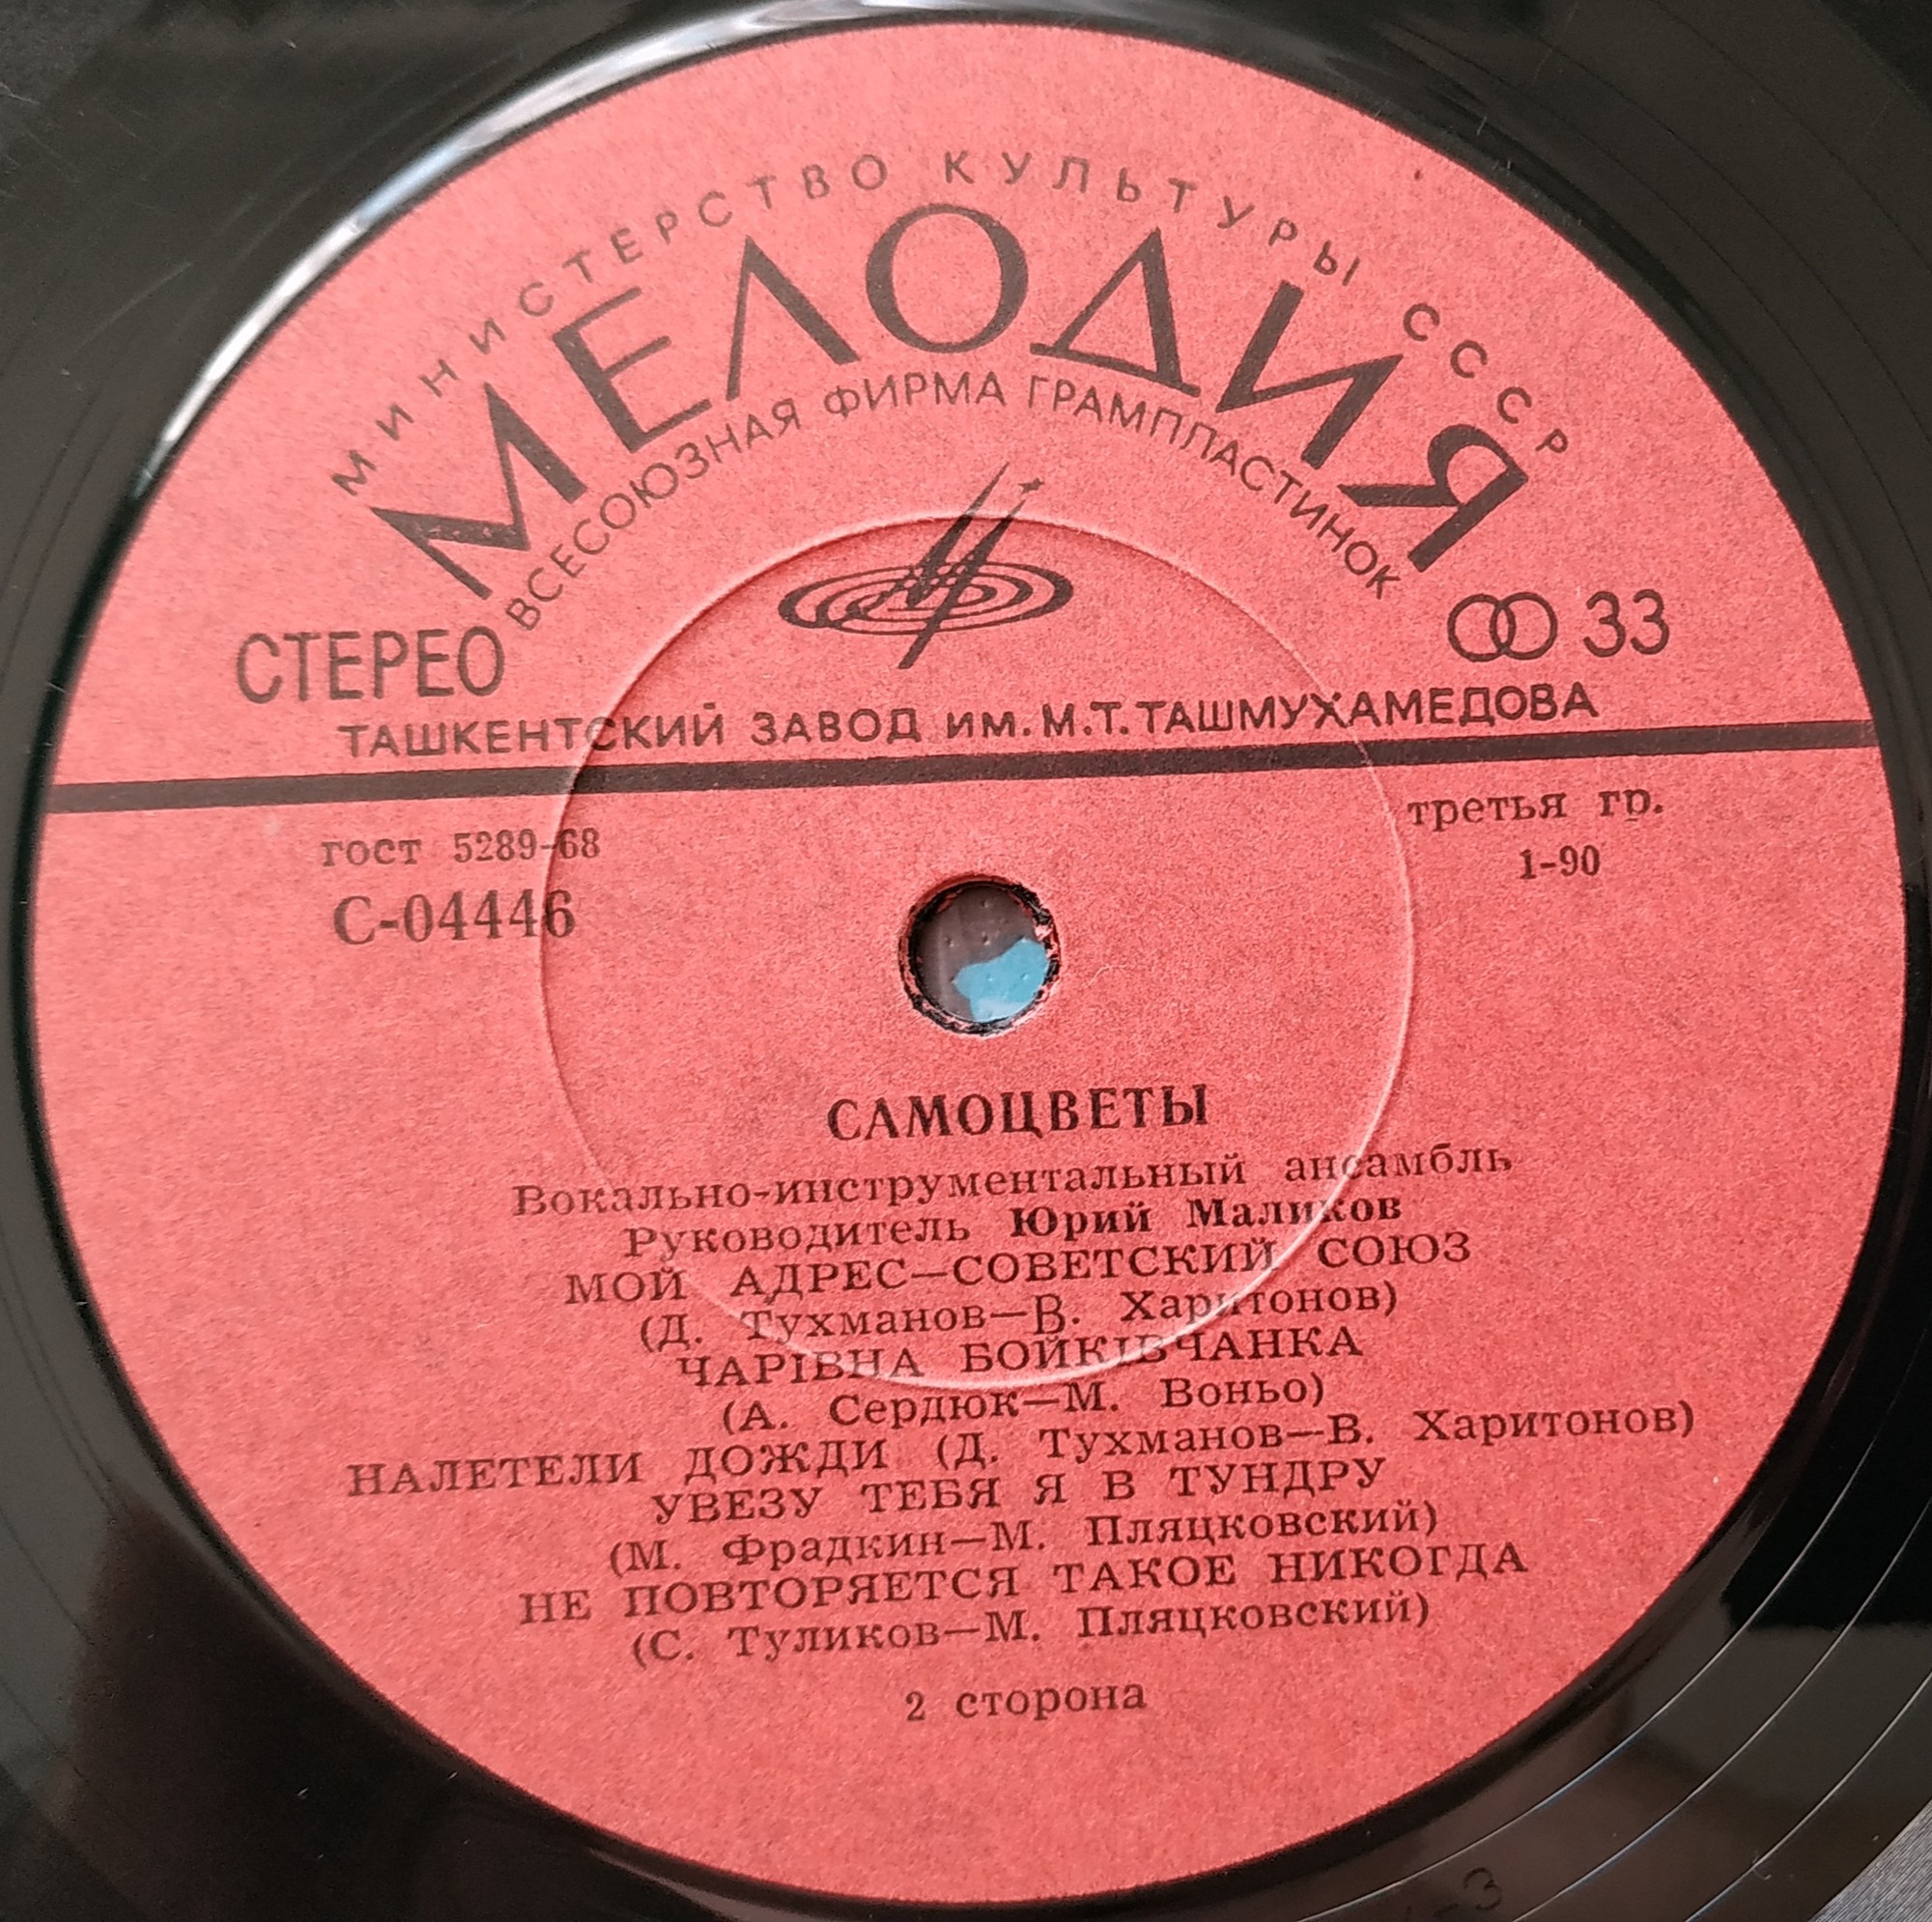 МИНИСТЕРСТВО КУЛЬТУРЫ СССР
МЕЛОДИЯ
ВСЕСОЮЗНАЯ ФИРМА ГРАМПЛАСТИНОК
СТЕРЕО
33
ТАШКЕНТСКИЙ ЗАВОД им. М.Т. ТАШМУХАМЕДОВА
гост 5289-68
третья гр.
С-04446
1-90
САМОЦВЕТЫ
Вокально-инструментальный ансамбль
Руководитель Юрий Маликов
МОЙ АДРЕС—СОВЕТСКИЙ СОЮЗ
(Д. Тухманов—В. Харитонов)
ЧАРІВНА БОЙКІВЧАНКА
(А. Сердюк—М. Воньо)
НАЛЕТЕЛИ ДОЖДИ (Д. Тухманов—В. Харитонов)
УВЕЗУ ТЕБЯ Я В ТУНДРУ
(М. Фрадкин—М. Пляцковский)
НЕ ПОВТОРЯЕТСЯ ТАКОЕ НИКОГДА
(С. Туликов—М. Пляцковский)
2 сторона